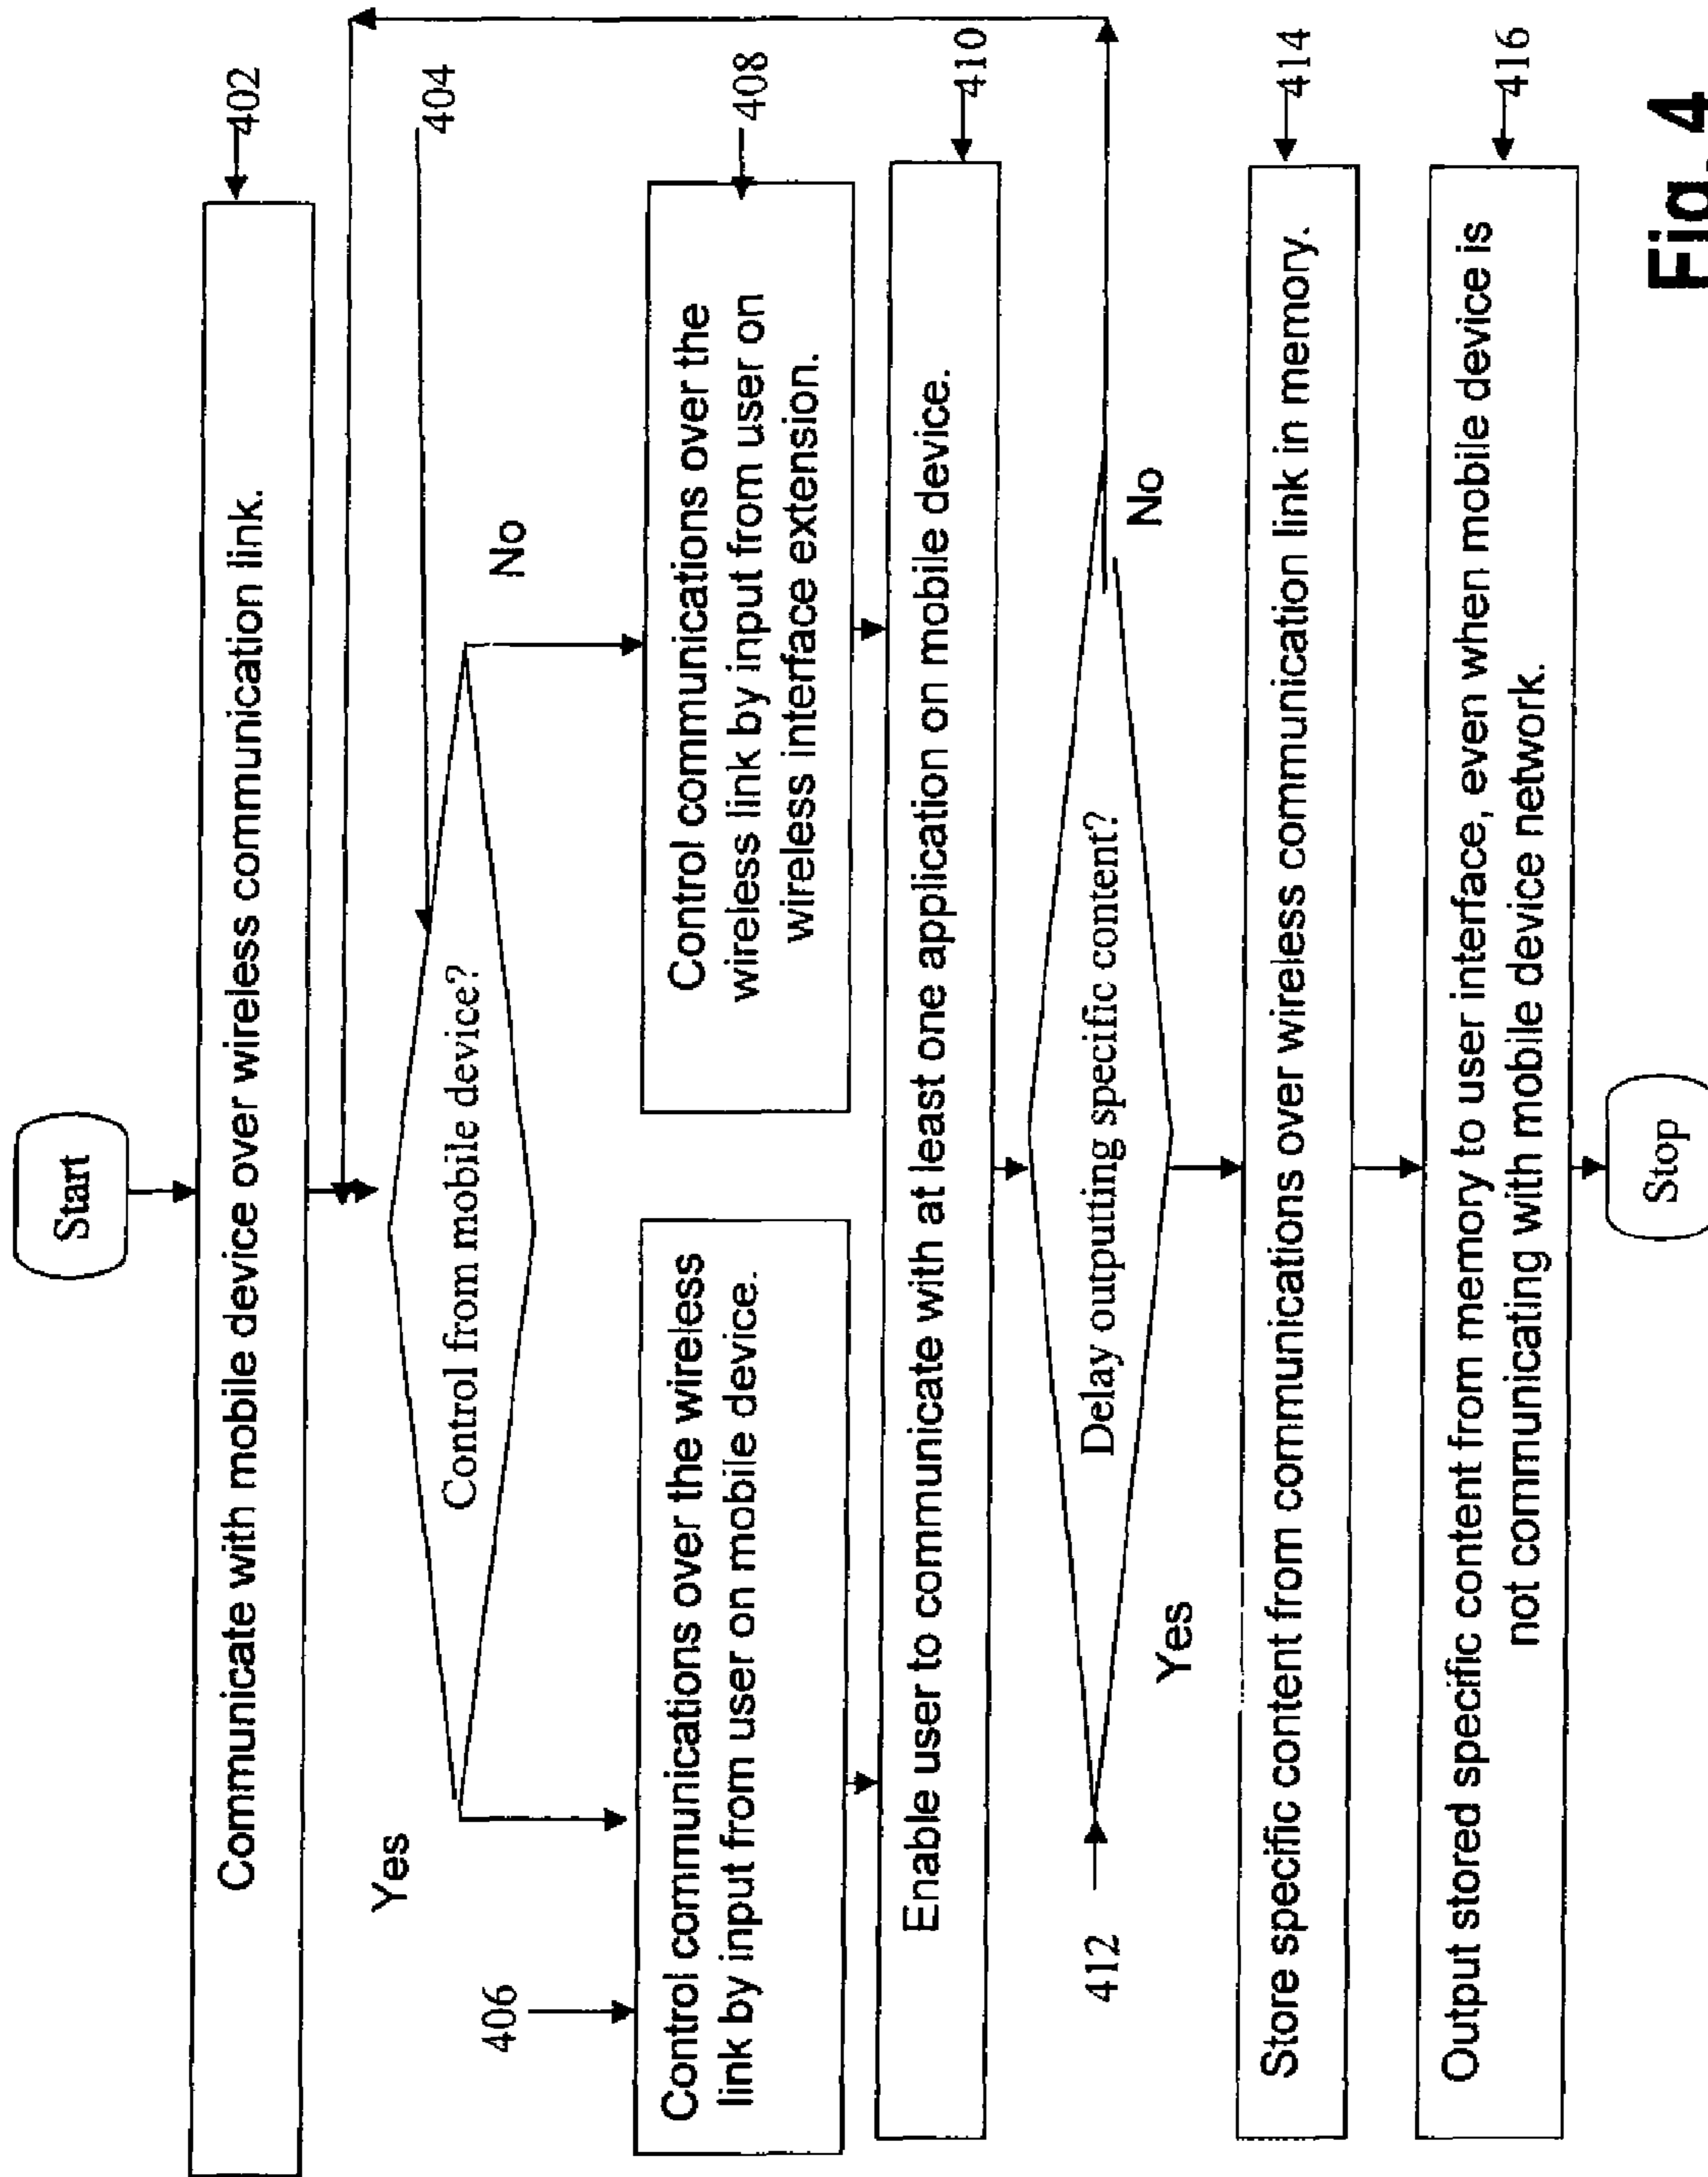 Start
402
Communicate with mobile device over wireless communication link.
404
Control from mobile device?
Yes
No
406
Control communications over the wireless
link by input from user on mobile device.
408
Control communications over the
wireless link by input from user on
wireless interface extension.
410
Enable user to communicate with at least one application on mobile device.
412
Delay outputting specific content?
No
Yes
414
Store specific content from communications over wireless communication link in memory.
416
Output stored specific content from memory to user interface, even when mobile device is
not communicating with mobile device network.
Stop
Fig. 4